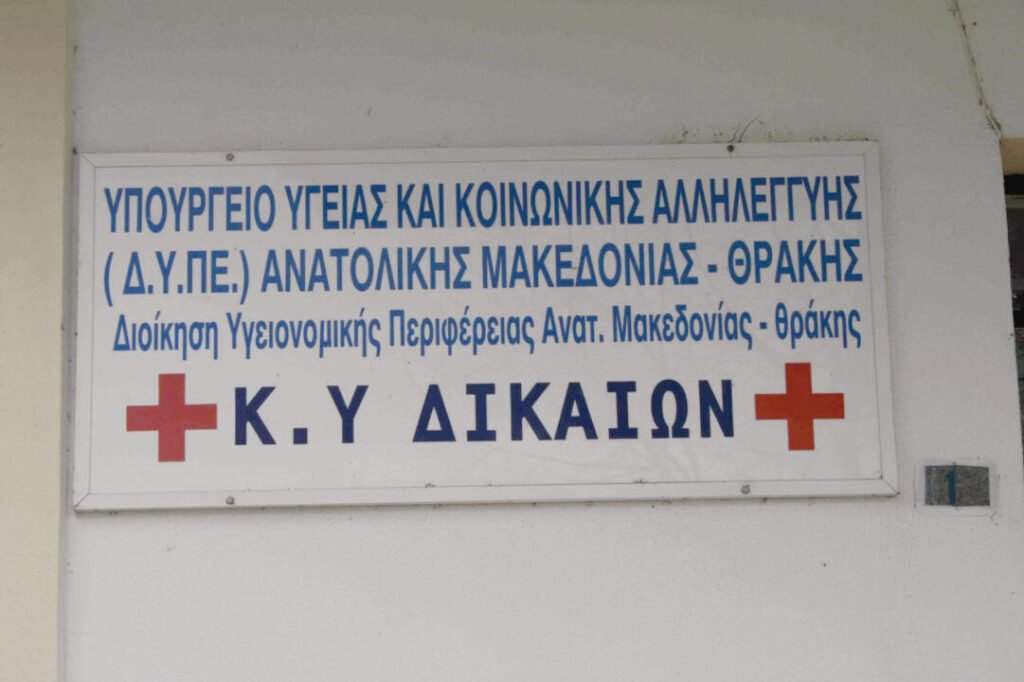 ΥΠΟΥΡΓΕΙΟ ΥΓΕΙΑΣ ΚΑΙ ΚΟΙΝΩΝΙΚΗΣ ΑΛΛΗΛΕΓΓΥΗΣ
( Δ.Υ.ΠΕ.) ΑΝΑΤΟΛΙΚΗΣ ΜΑΚΕΔΟΝΙΑΣ - ΘΡΑΚΗΣ
Διοίκηση Υγειονομικής Περιφέρειας Ανατ. Μακεδονίας - θράκης
Κ.Υ ΔΙΚΑΙΩΝ
1